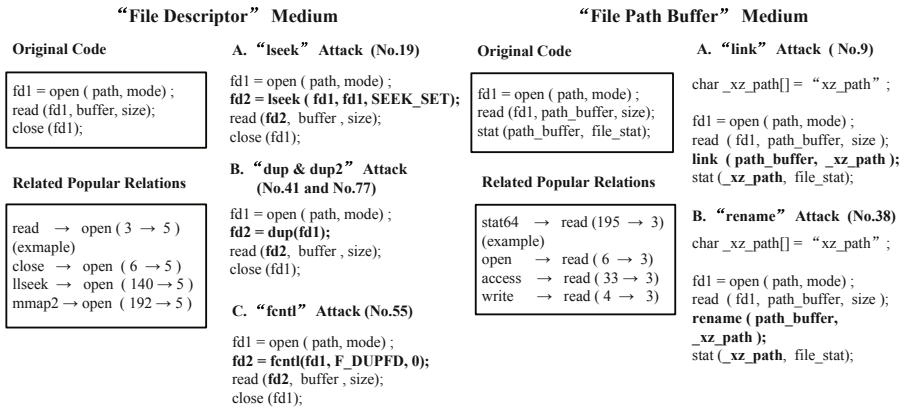 “File Descriptor” Medium
Original Code
fd1 = open ( path, mode) ;
read (fd1, buffer, size);
close (fd1);
Related Popular Relations
read → open ( 3 → 5 )
(exmaple)
close → open ( 6 → 5 )
llseek → open ( 140 → 5 )
mmap2 → open ( 192 → 5 )
A. “lseek” Attack (No.19)
fd1 = open ( path, mode) ;
fd2 = lseek ( fd1, fd1, SEEK_SET);
read (fd2, buffer , size);
close (fd1);
B. “dup & dup2” Attack
(No.41 and No.77)
fd1 = open ( path, mode) ;
fd2 = dup(fd1);
read (fd2, buffer , size);
close (fd1);
C. “fcntl” Attack (No.55)
fd1 = open ( path, mode) ;
fd2 = fcntl(fd1, F_DUPFD, 0);
read (fd2, buffer , size);
close (fd1);
“File Path Buffer” Medium
Original Code
fd1 = open ( path, mode) ;
read (fd1, path_buffer, size);
stat (path_buffer, file_stat);
Related Popular Relations
stat64 → read (195 → 3)
(example)
open → read ( 6 → 3)
access → read ( 33 → 3)
write → read ( 4 → 3)
A. “link” Attack ( No.9)
char _xz_path[] = “xz_path” ;
fd1 = open ( path, mode) ;
read ( fd1, path_buffer, size );
link ( path_buffer, _xz_path );
stat (_xz_path, file_stat);
B. “rename” Attack (No.38)
char _xz_path[] = “xz_path” ;
fd1 = open ( path, mode) ;
read ( fd1, path_buffer, size );
rename ( path_buffer,
_xz_path );
stat (_xz_path, file_stat);